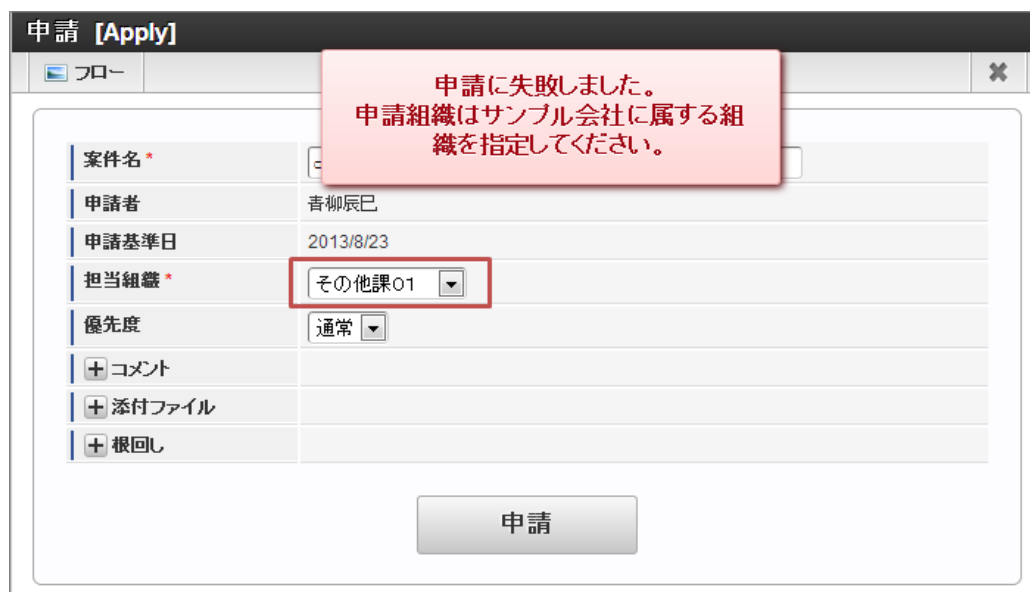 申請 [Apply]
フロー
申請に失敗しました。
申請組織はサンプル会社に属する組
織を指定してください。
案件名*
申請者 青柳辰巳
申請基準日 2013/8/23
担当組織* その他課01
優先度 通常
コメント
添付ファイル
根回し
申請